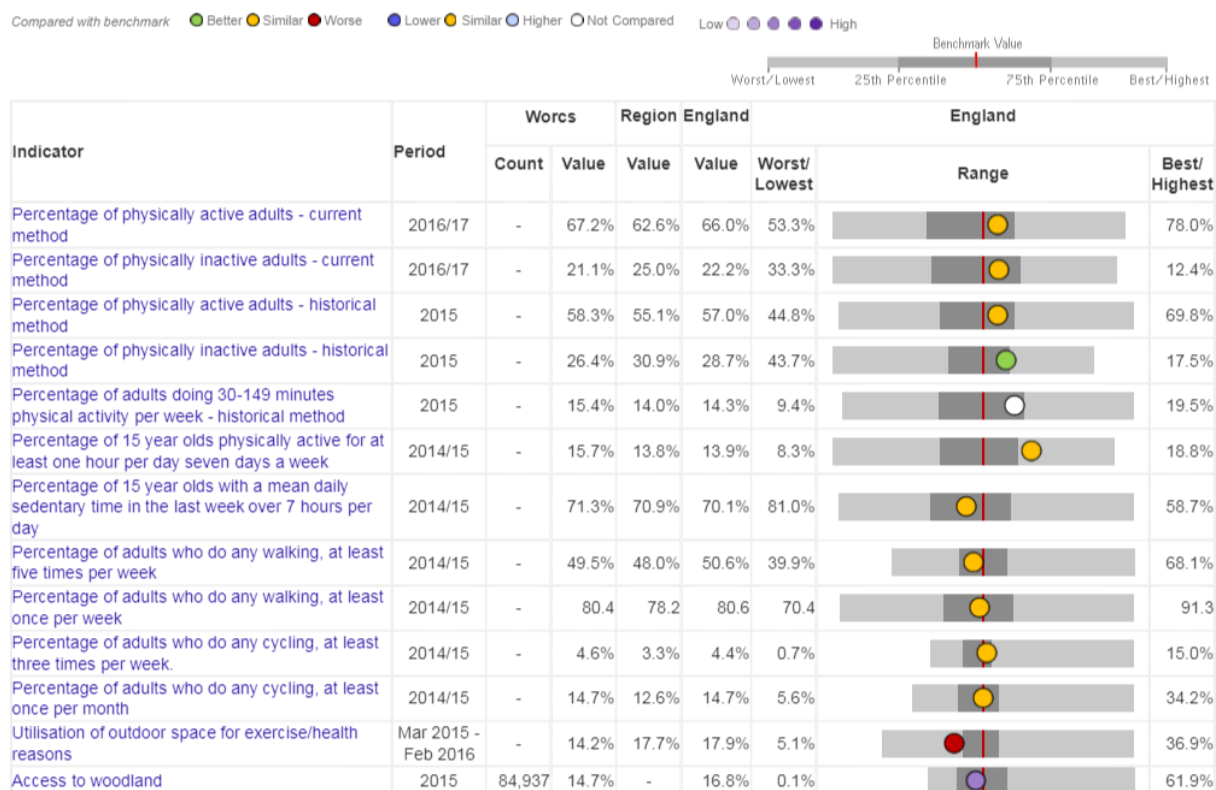 Compared with benchmark Better Similar Worse Lower Similar Higher Not Compared Low High
Benchmark Value
Worst/Lowest 25th Percentile 75th Percentile Best/Highest
Indicator Period Worcs Region England England
Count Value Value Value Worst/ Lowest Range Best/ Highest
Percentage of physically active adults - current
method 2016/17 - 67.2% 62.6% 66.0% 53.3% 78.0%
Percentage of physically inactive adults - current
method 2016/17 - 21.1% 25.0% 22.2% 33.3% 12.4%
Percentage of physically active adults - historical
method 2015 - 58.3% 55.1% 57.0% 44.8% 69.8%
Percentage of physically inactive adults - historical
method 2015 - 26.4% 30.9% 28.7% 43.7% 17.5%
Percentage of adults doing 30-149 minutes
physical activity per week - historical method 2015 - 15.4% 14.0% 14.3% 9.4% 19.5%
Percentage of 15 year olds physically active for at
least one hour per day seven days a week 2014/15 - 15.7% 13.8% 13.9% 8.3% 18.8%
Percentage of 15 year olds with a mean daily
sedentary time in the last week over 7 hours per
day 2014/15 - 71.3% 70.9% 70.1% 81.0% 58.7%
Percentage of adults who do any walking, at least
five times per week 2014/15 - 49.5% 48.0% 50.6% 39.9% 68.1%
Percentage of adults who do any walking, at least
once per week 2014/15 - 80.4 78.2 80.6 70.4 91.3
Percentage of adults who do any cycling, at least
three times per week. 2014/15 - 4.6% 3.3% 4.4% 0.7% 15.0%
Percentage of adults who do any cycling, at least
once per month 2014/15 - 14.7% 12.6% 14.7% 5.6% 34.2%
Utilisation of outdoor space for exercise/health
reasons Mar 2015 - Feb 2016 - 14.2% 17.7% 17.9% 5.1% 36.9%
Access to woodland 2015 84,937 14.7% - 16.8% 0.1% 61.9%